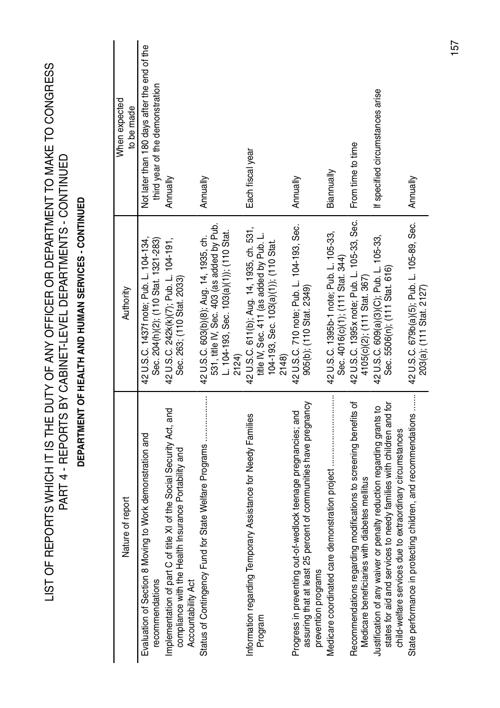 LIST OF REPORTS WHICH IT IS THE DUTY OF ANY OFFICER OR DEPARTMENT TO MAKE TO CONGRESS
PART 4 - REPORTS BY CABINET-LEVEL DEPARTMENTS - CONTINUED
DEPARTMENT OF HEALTH AND HUMAN SERVICES - CONTINUED
Nature of report
Authority
When expected
to be made
Evaluation of Section 8 Moving to Work demonstration and
recommendations
42 U.S.C. 1437f note; Pub. L. 104-134,
Sec. 204(h)(2); (110 Stat. 1321-283)
Not later than 180 days after the end of the
third year of the demonstration
Implementation of part C of title XI of the Social Security Act, and
compliance with the Health Insurance Portability and
Accountability Act
42 U.S.C. 242k(k)(7); Pub. L. 104-191,
Sec. 263; (110 Stat. 2033)
Annually
Status of Contingency Fund for State Welfare Programs ....................
42 U.S.C. 603(b)(8); Aug. 14, 1935, ch.
531, title IV, Sec. 403 (as added by Pub.
L. 104-193, Sec. 103(a)(1)); (110 Stat.
2124)
Annually
Information regarding Temporary Assistance for Needy Families
Program
42 U.S.C. 611(b); Aug. 14, 1935, ch. 531,
title IV, Sec. 411 (as added by Pub. L.
104-193, Sec. 103(a)(1)); (110 Stat.
2148)
Each fiscal year
Progress in preventing out-of-wedlock teenage pregnancies; and
assuring that at least 25 percent of communities have pregnancy
prevention programs
42 U.S.C. 710 note; Pub. L. 104-193, Sec.
905(b); (110 Stat. 2349)
Annually
Medicare coordicated care demonstration project ..............................
42 U.S.C. 1395b-1 note; Pub. L. 105-33,
Sec. 4016(c)(1); (111 Stat. 344)
Biannually
Recommendations regarding modifications to screening benefits of
Medicare beneficiaries with diabetes mellitus
42 U.S.C. 1395x note; Pub. L. 105-33, Sec.
4105(c)(2); (111 Stat. 367)
From time to time
Justification of any waiver or penalty reduction regarding grants to
states for aid and services to needy families with children and for
child-welfare services due to extraordinary circumstances
42 U.S.C. 609(a)(3)(C); Pub. L. 105-33,
Sec. 5506(n); (111 Stat. 616)
If specified circumstances arise
State performance in protecting children, and recommendations ......
42 U.S.C. 679b(a)(5); Pub. L. 105-89, Sec.
203(a); (111 Stat. 2127)
Annually
157